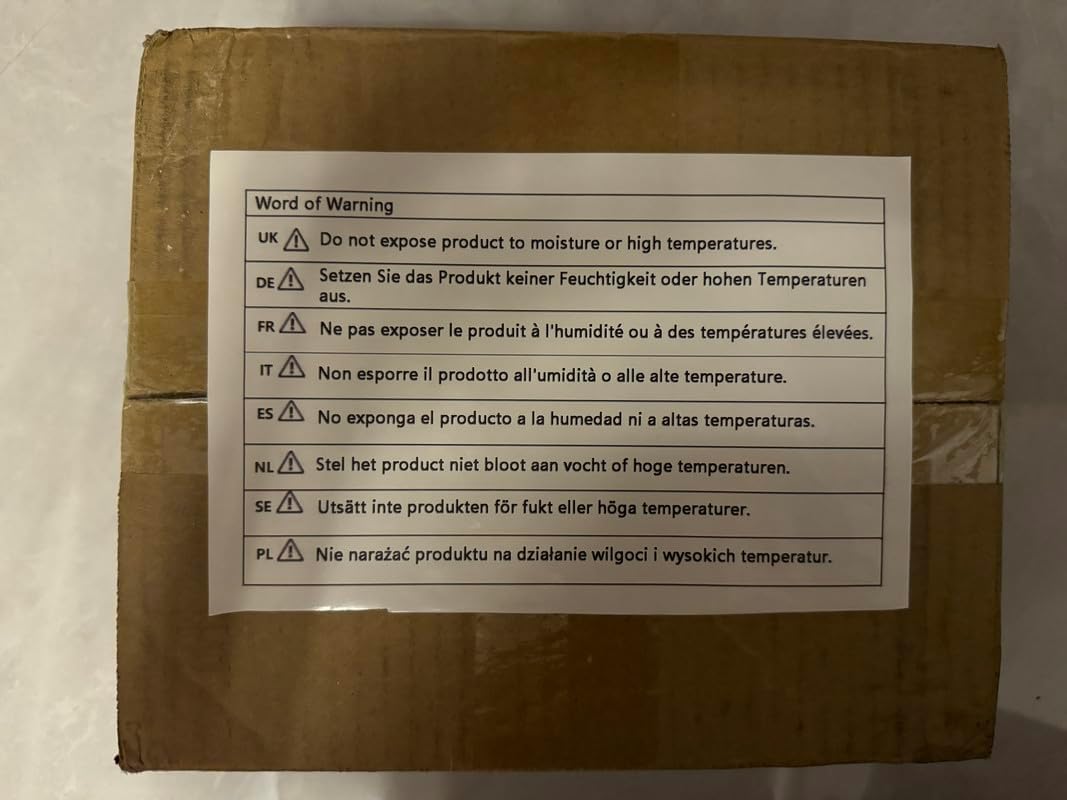 Word of Warning
UK Do not expose product to moisture or high temperatures.
DE Setzen Sie das Produkt keiner Feuchtigkeit oder hohen Temperaturen
aus.
FR Ne pas exposer le produit à l'humidité ou à des températures élevées.
IT Non esporre il prodotto all'umidità o alle alte temperature.
ES No exponga el producto a la humedad ni a altas temperaturas.
NL Stel het product niet bloot aan vocht of hoge temperaturen.
SE Utsätt inte produkten för fukt eller höga temperaturer.
PL Nie narażać produktu na działanie wilgoci i wysokich temperatur.